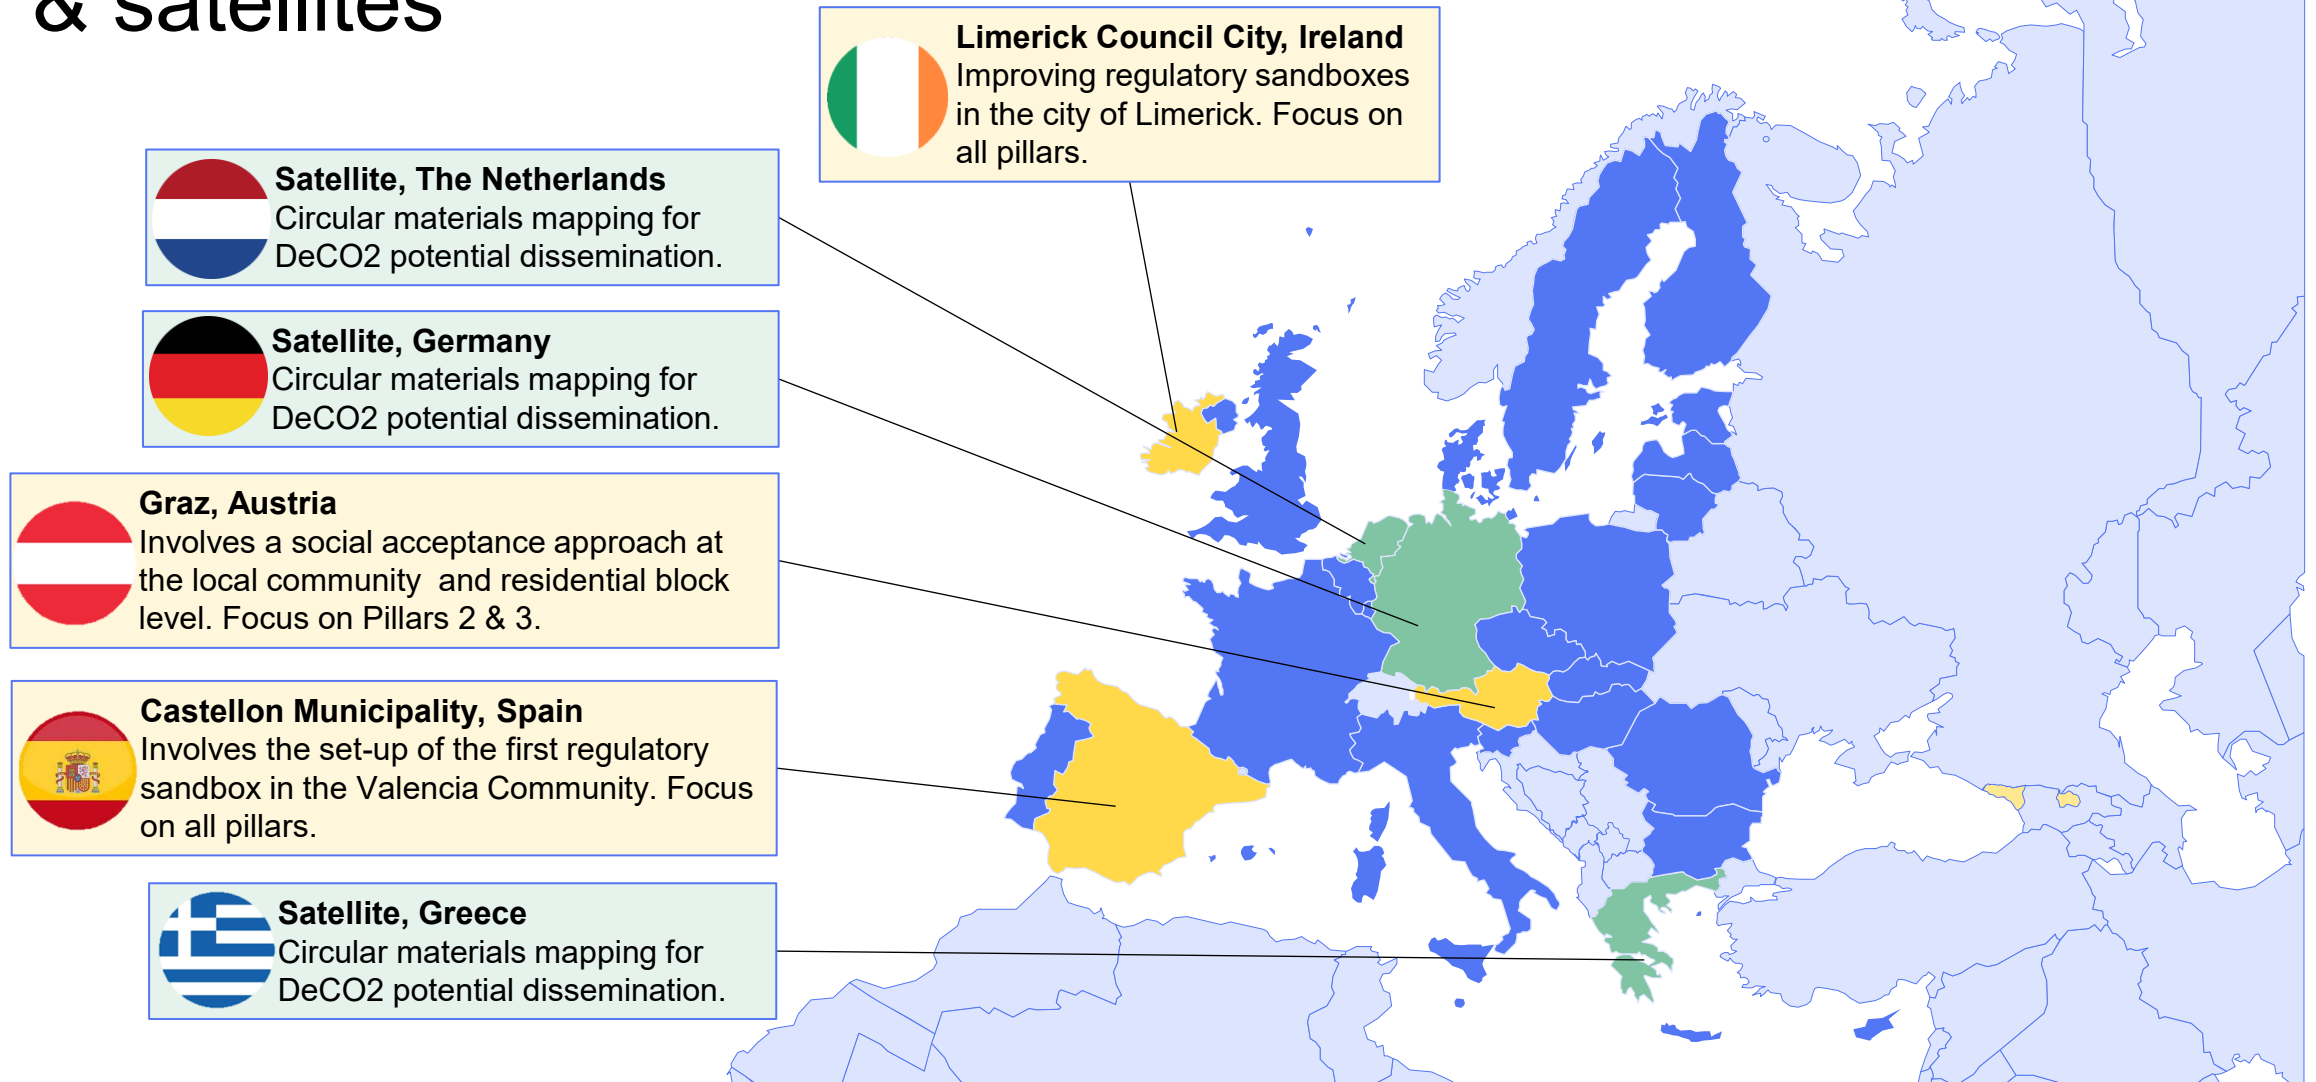 & satellites
Limerick Council City, Ireland
Improving regulatory sandboxes
in the city of Limerick. Focus on
all pillars.
Satellite, The Netherlands
Circular materials mapping for
DeCO2 potential dissemination.
Satellite, Germany
Circular materials mapping for
DeCO2 potential dissemination.
Graz, Austria
Involves a social acceptance approach at
the local community  and residential block
level. Focus on Pillars 2 & 3.
Castellon Municipality, Spain
Involves the set-up of the first regulatory
sandbox in the Valencia Community. Focus
on all pillars.
Satellite, Greece
Circular materials mapping for
DeCO2 potential dissemination.